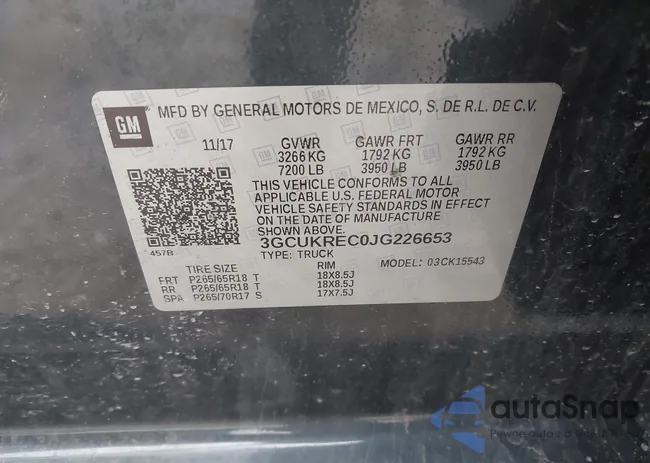 GM
MFD BY GENERAL MOTORS DE MEXICO, S. DE R.L. DE C.V.
11/17 GVWR GAWR FRT GAWR RR
3266 KG 1792 KG 1792 KG
7200 LB 3950 LB 3950 LB
THIS VEHICLE CONFORMS TO ALL
APPLICABLE U.S. FEDERAL MOTOR
VEHICLE SAFETY STANDARDS IN EFFECT
ON THE DATE OF MANUFACTURE
SHOWN ABOVE.
3GCUKREC0JG226653
457B TYPE: TRUCK MODEL: 03CK15543
TIRE SIZE RIM
FRT P265/65R18 T 18X8.5J
RR P265/65R18 T 18X8.5J
SPA P265/70R17 S 17X7.5J
autoSnap
Pewne auto z a